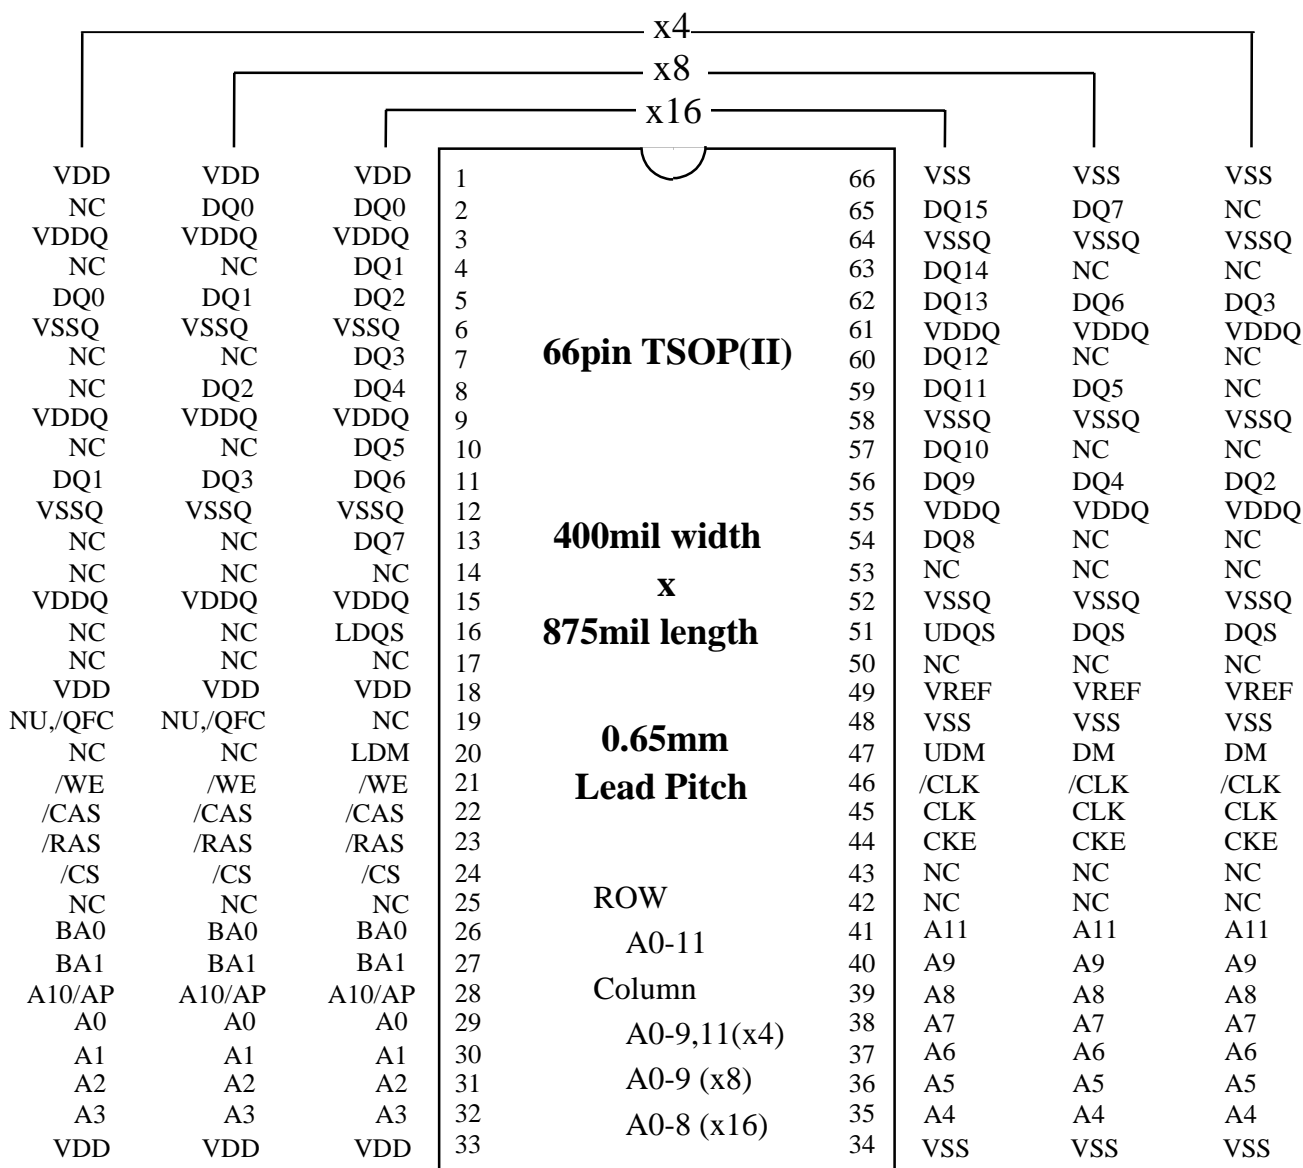 x4
x8
x16
VDD VDD VDD 1 66 VSS VSS VSS
NC DQ0 DQ0 2 65 DQ15 DQ7 NC
VDDQ VDDQ VDDQ 3 64 VSSQ VSSQ VSSQ
NC NC DQ1 4 63 DQ14 NC NC
DQ0 DQ1 DQ2 5 62 DQ13 DQ6 DQ3
VSSQ VSSQ VSSQ 6 61 VDDQ VDDQ VDDQ
NC NC DQ3 7 66pin TSOP(II) 60 DQ12 NC NC
NC DQ2 DQ4 8 59 DQ11 DQ5 NC
VDDQ VDDQ VDDQ 9 58 VSSQ VSSQ VSSQ
NC NC DQ5 10 57 DQ10 NC NC
DQ1 DQ3 DQ6 11 56 DQ9 DQ4 DQ2
VSSQ VSSQ VSSQ 12 55 VDDQ VDDQ VDDQ
NC NC DQ7 13 400mil width 54 DQ8 NC NC
NC NC NC 14 x 53 NC NC NC
VDDQ VDDQ VDDQ 15 52 VSSQ VSSQ VSSQ
NC NC LDQS 16 875mil length 51 UDQS DQS DQS
NC NC NC 17 50 NC NC NC
VDD VDD VDD 18 49 VREF VREF VREF
NU,/QFC NU,/QFC NC 19 0.65mm 48 VSS VSS VSS
NC NC LDM 20 47 UDM DM DM
/WE /WE /WE 21 Lead Pitch 46 /CLK /CLK /CLK
/CAS /CAS /CAS 22 45 CLK CLK CLK
/RAS /RAS /RAS 23 44 CKE CKE CKE
/CS /CS /CS 24 43 NC NC NC
NC NC NC 25 ROW 42 NC NC NC
BA0 BA0 BA0 26 A0-11 41 A11 A11 A11
BA1 BA1 BA1 27 40 A9 A9 A9
A10/AP A10/AP A10/AP 28 Column 39 A8 A8 A8
A0 A0 A0 29 A0-9,11(x4) 38 A7 A7 A7
A1 A1 A1 30 37 A6 A6 A6
A2 A2 A2 31 A0-9 (x8) 36 A5 A5 A5
A3 A3 A3 32 A0-8 (x16) 35 A4 A4 A4
VDD VDD VDD 33 34 VSS VSS VSS